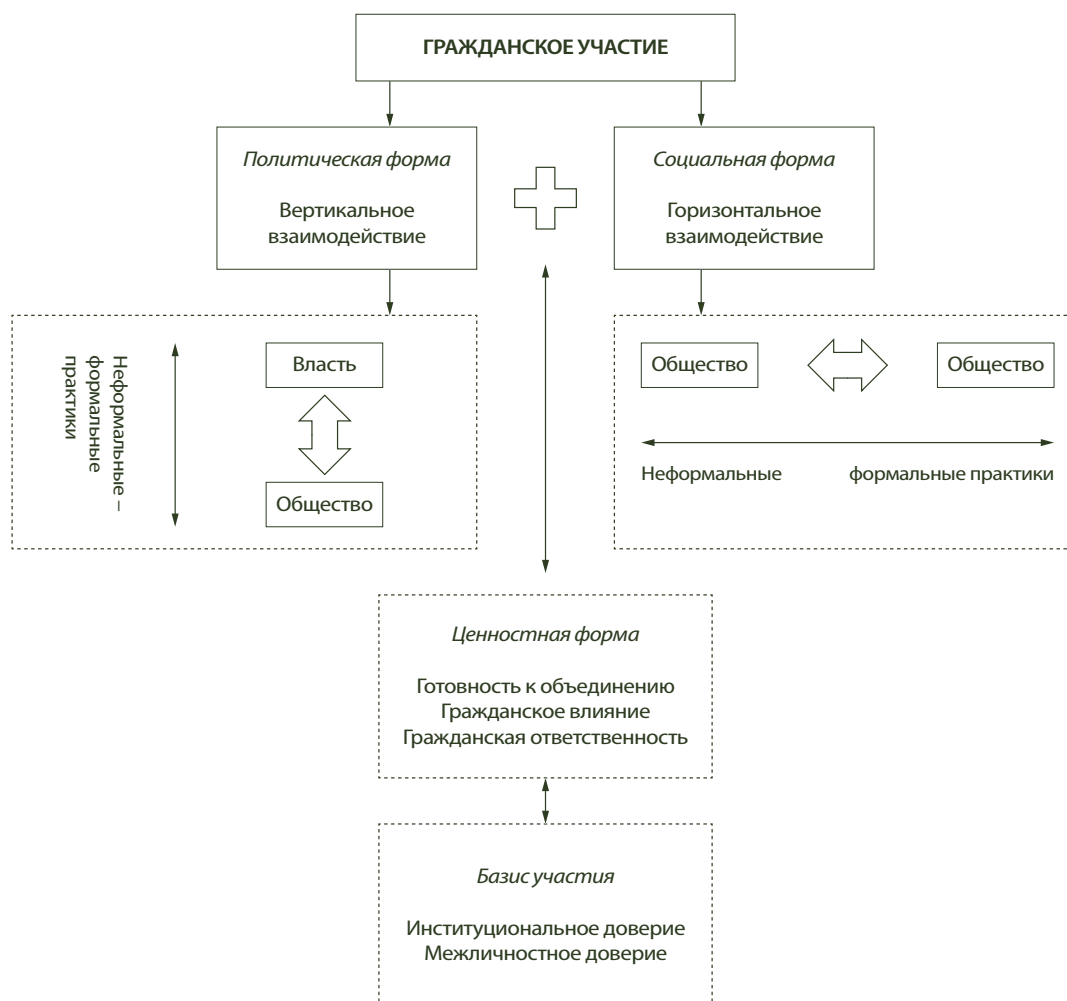 ГРАЖДАНСКОЕ УЧАСТИЕ
Политическая форма
Вертикальное
взаимодействие
Социальная форма
Горизонтальное
взаимодействие
Неформальные –
формальные
практики
Власть
Общество
Общество
Общество
Неформальные
формальные практики
Ценностная форма
Готовность к объединению
Гражданское влияние
Гражданская ответственность
Базис участия
Институциональное доверие
Межличностное доверие